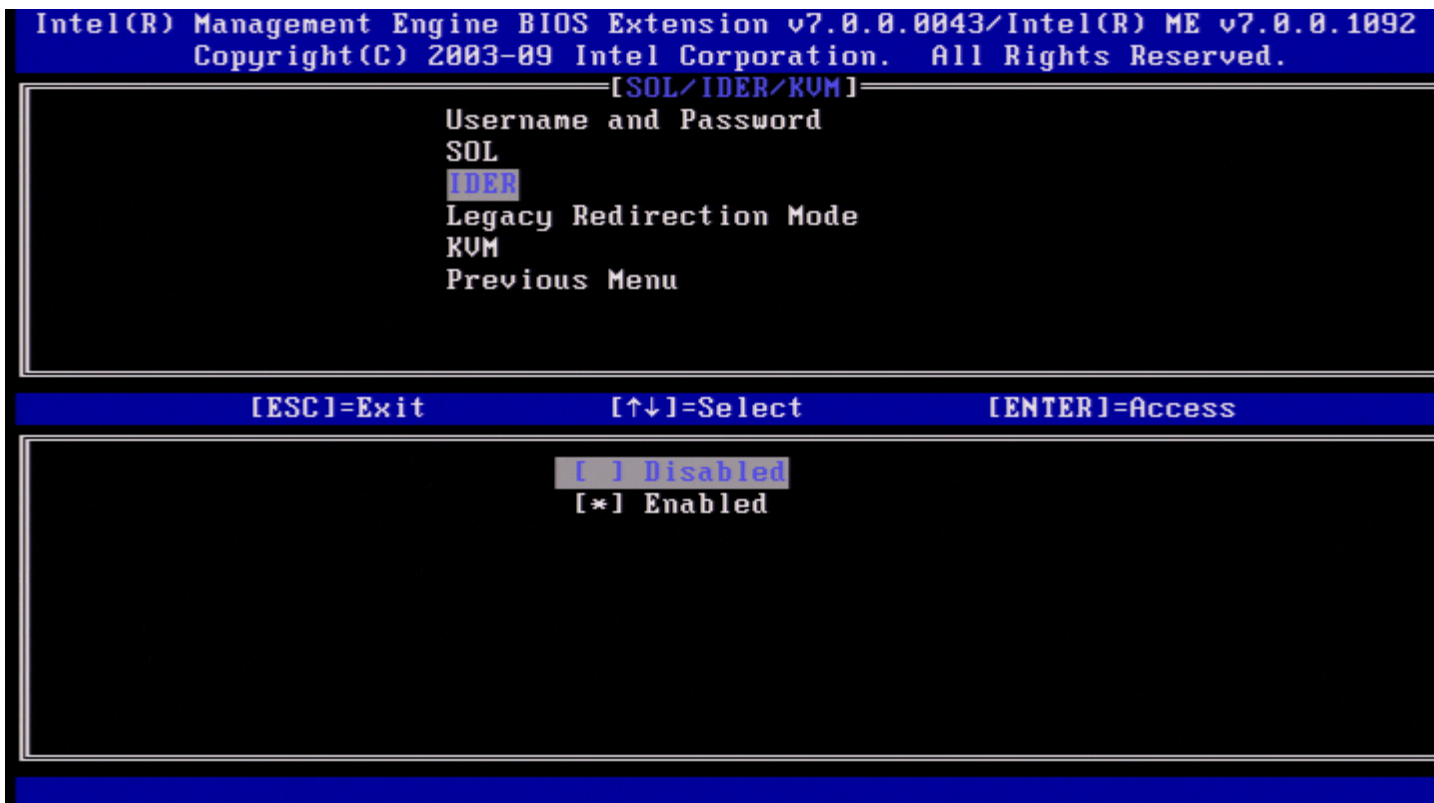 Intel(R) Management Engine BIOS Extension v7.0.0.0043/Intel(R) ME v7.0.0.1092
Copyright(C) 2003-09 Intel Corporation. All Rights Reserved.
[SOL/IDER/KVM]
Username and Password
SOL
IDER
Legacy Redirection Mode
KVM
Previous Menu
[ESC]=Exit [↑↓]=Select [ENTER]=Access
[ ] Disabled
[*] Enabled